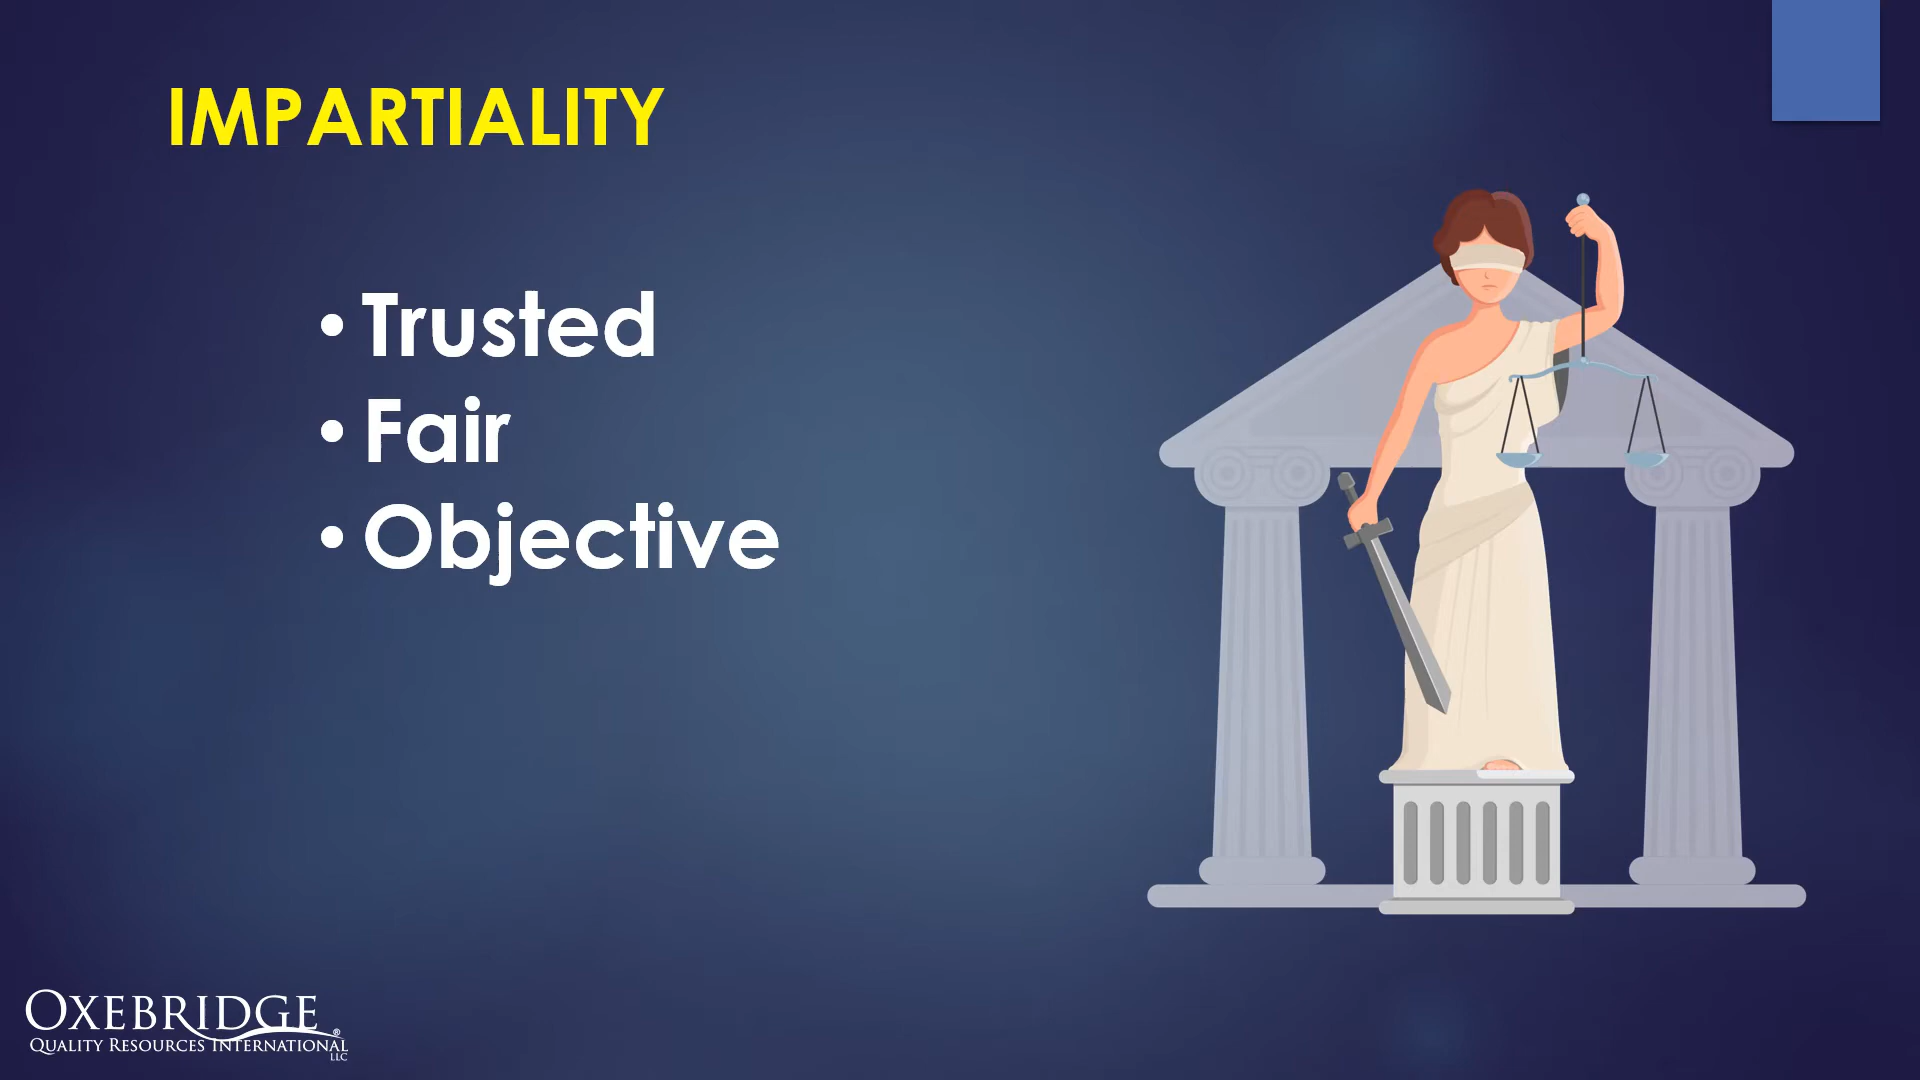 IMPARTIALITY
• Trusted
• Fair
• Objective
OXEBRIDGE®
QUALITY RESOURCES INTERNATIONAL
LLC